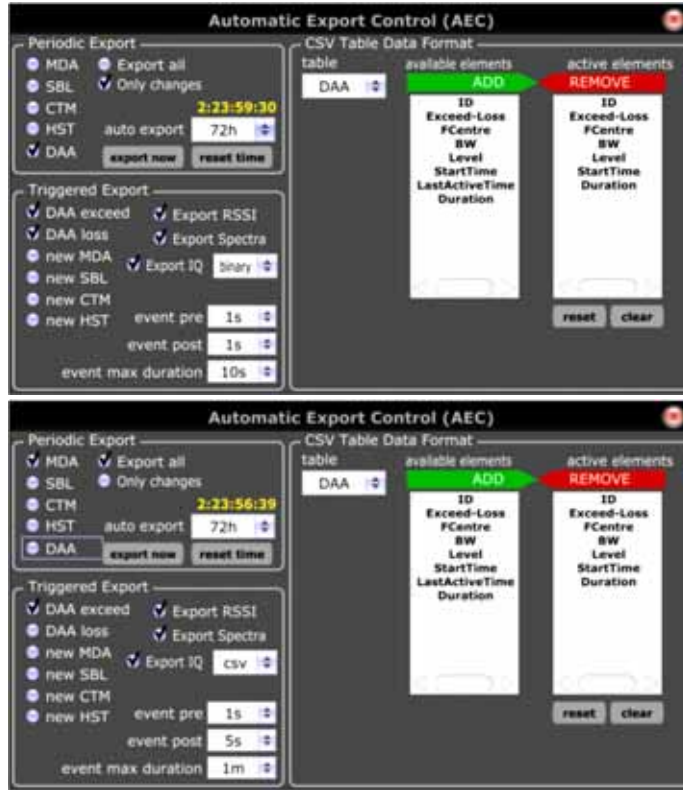 Automatic Export Control (AEC)
Periodic Export
MDA Export all
SBL Only changes
CTM 2:23:59:30
HST auto export 72h
DAA export now reset time
Triggered Export
DAA exceed Export RSSI
DAA loss Export Spectra
new MDA Export IQ binary
new SBL
new CTM
new HST event pre 1s
event post 1s
event max duration 10s
CSV Table Data Format
table available elements active elements
DAA ADD REMOVE
ID ID
Exceed-Loss Exceed-Loss
FCentre FCentre
BW BW
Level Level
StartTime StartTime
LastActiveTime Duration
Duration
reset clear
Automatic Export Control (AEC)
Periodic Export
MDA Export all
SBL Only changes
CTM 2:23:56:39
HST auto export 72h
DAA export now reset time
Triggered Export
DAA exceed Export RSSI
DAA loss Export Spectra
new MDA Export IQ csv
new SBL
new CTM
new HST event pre 1s
event post 5s
event max duration 1m
CSV Table Data Format
table available elements active elements
DAA ADD REMOVE
ID ID
Exceed-Loss Exceed-Loss
FCentre FCentre
BW BW
Level Level
StartTime StartTime
LastActiveTime Duration
Duration
reset clear